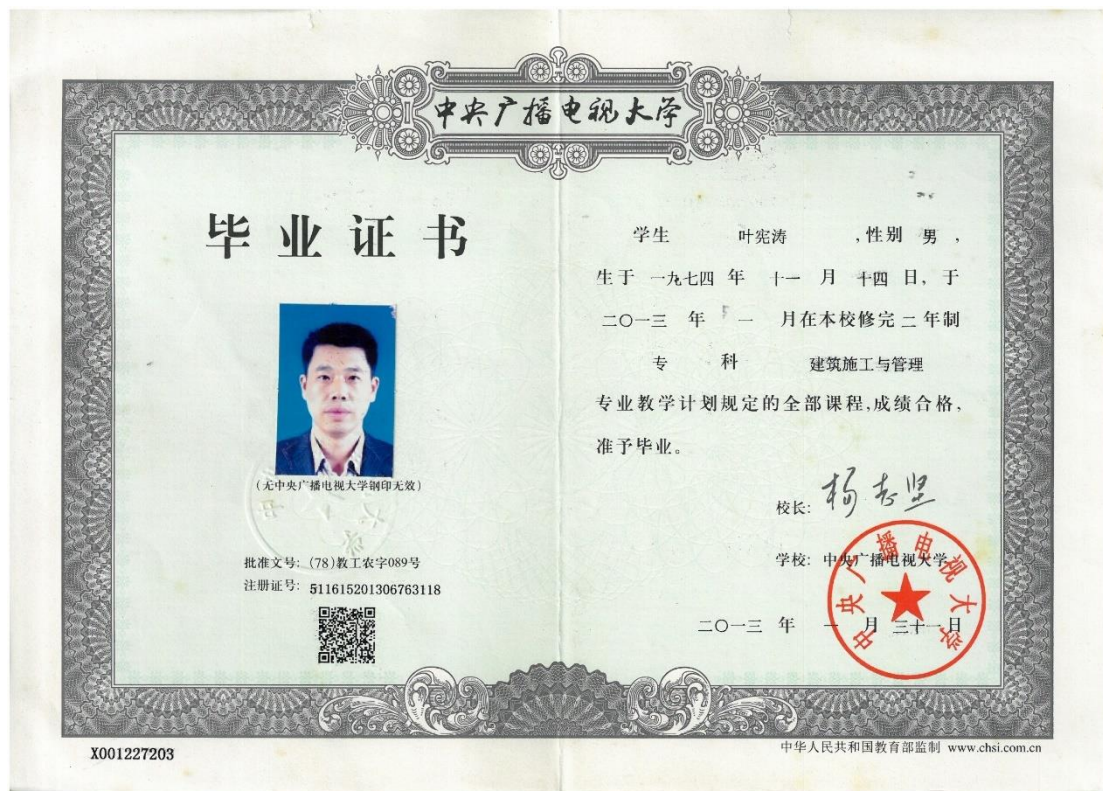 中央广播电视大学
毕业证书
(无中央广播电视大学钢印无效)
批准文号: (78)教工农字089号
注册证号: 511615201306763118
学生 叶宪涛 ,性别 男,
生于 一九七四 年 十一 月 十四 日, 于
二〇一三 年 一 月在本校修完 二 年制
专 科 建筑施工与管理
专业教学计划规定的全部课程,成绩合格,
准予毕业。
校长: 杨志坚
学校: 中央广播电视大学
中央广播电视大学
二〇一三 年 一 月 三十一 日
X001227203
中华人民共和国教育部监制 www.chsi.com.cn